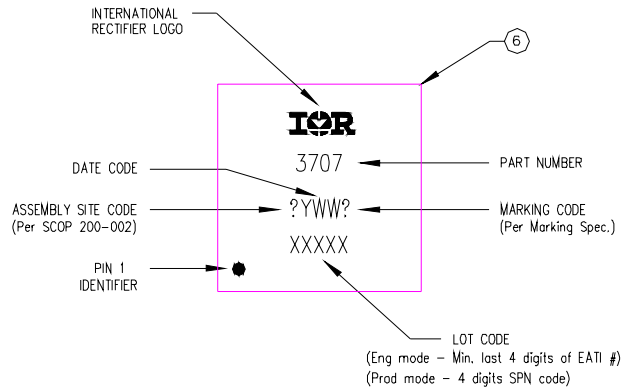 INTERNATIONAL
RECTIFIER LOGO
6
IOR
3707
PART NUMBER
DATE CODE
ASSEMBLY SITE CODE
(Per SCOP 200-002)
?YWW?
MARKING CODE
(Per Marking Spec.)
XXXXX
PIN 1
IDENTIFIER
LOT CODE
(Eng mode - Min. last 4 digits of EATI #)
(Prod mode - 4 digits SPN code)